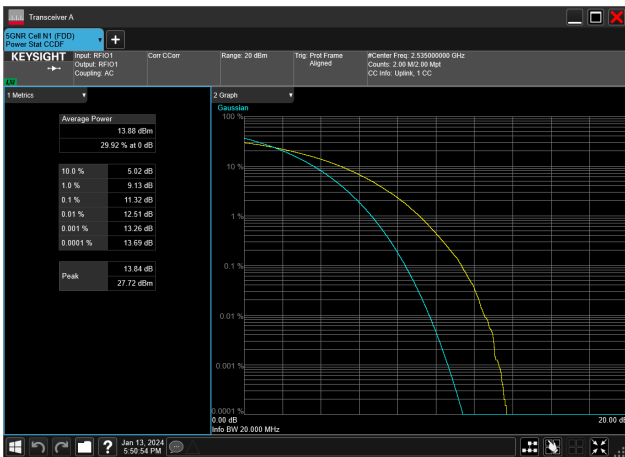 Transceiver A
5GNR Cell N1 (FDD)
Power Stat CCDF
KEYSIGHT
Input: RFIO1
Output: RFIO1
Coupling: AC
Corr CCorr
Range: 20 dBm
Trig: Prot Frame
Aligned
#Center Freq: 2.535000000 GHz
Counts: 2.00 M/2.00 Mpt
CC Info: Uplink, 1 CC
1 Metrics
Average Power
13.88 dBm
29.92 % at 0 dB
10.0 % 5.02 dB
1.0 % 9.13 dB
0.1 % 11.32 dB
0.01 % 12.51 dB
0.001 % 13.26 dB
0.0001 % 13.69 dB
Peak
13.84 dB
27.72 dBm
2 Graph
Gaussian
100 %
10 %
1 %
0.1 %
0.01 %
0.001 %
0.0001 %
0.00 dB
20.00 dB
Info BW 20.000 MHz
Jan 13, 2024
5:50:54 PM